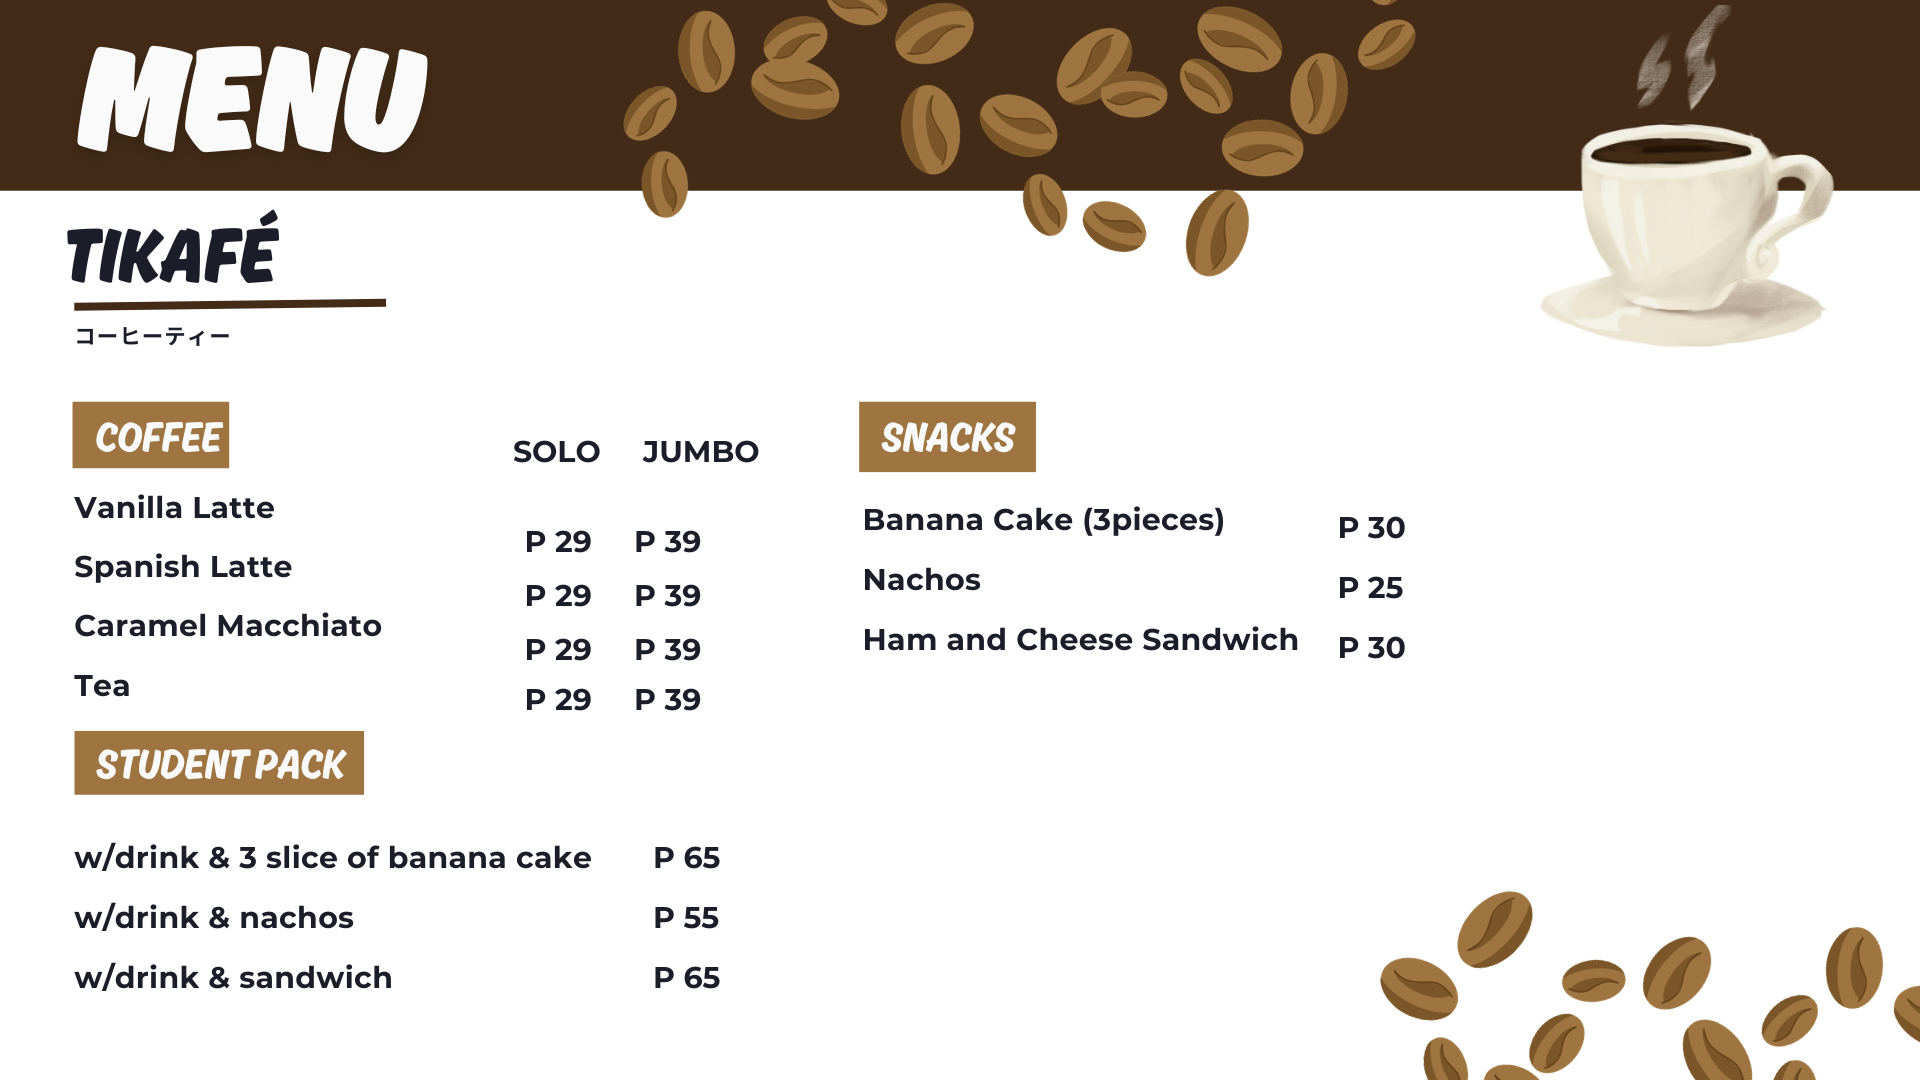 MENU
TIKAFÉ
コーヒーティー
COFFEE
SOLO JUMBO
Vanilla Latte P 29 P 39
Spanish Latte P 29 P 39
Caramel Macchiato P 29 P 39
Tea P 29 P 39
SNACKS
Banana Cake (3pieces) P 30
Nachos P 25
Ham and Cheese Sandwich P 30
STUDENT PACK
w/drink & 3 slice of banana cake P 65
w/drink & nachos P 55
w/drink & sandwich P 65